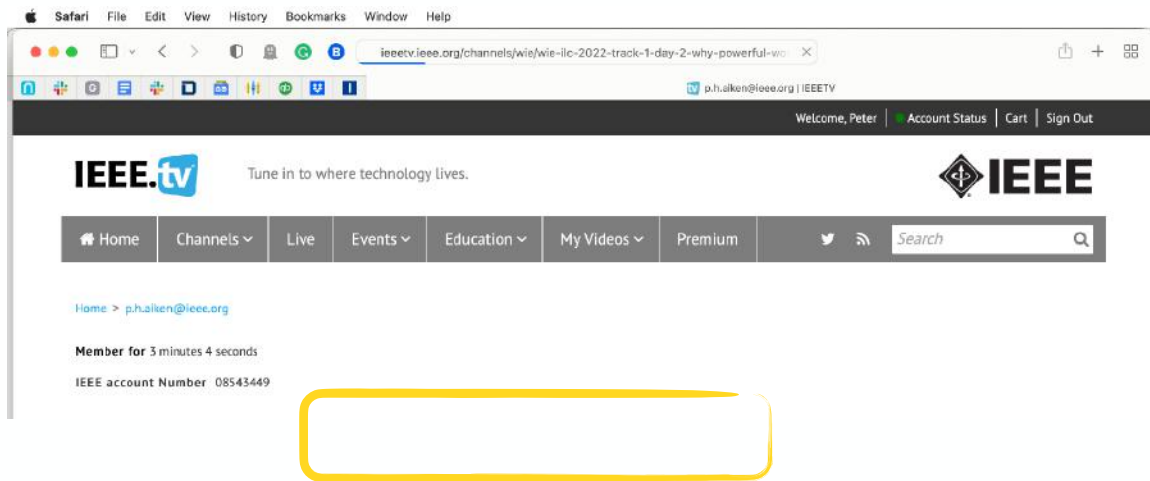 Safari File Edit View History Bookmarks Window Help
ieeetv.ieee.org/channels/wie/wie-ilc-2022-track-1-day-2-why-powerful-wo
p.h.aiken@ieee.org | IEEETV
Welcome, Peter | Account Status | Cart | Sign Out
IEEE.tv Tune in to where technology lives. IEEE
Home Channels Live Events Education My Videos Premium Search
Home > p.h.aiken@ieee.org
Member for 3 minutes 4 seconds
IEEE account Number 08543449